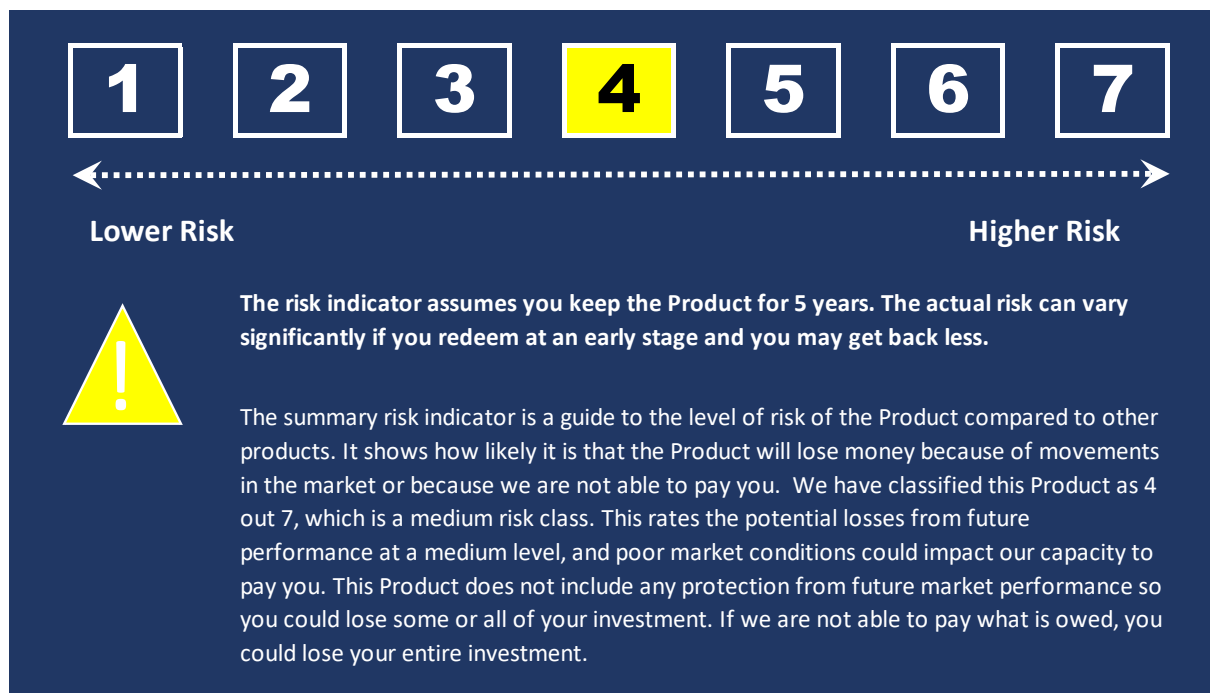 1 2 3 4 5 6 7
Lower Risk Higher Risk
The risk indicator assumes you keep the Product for 5 years. The actual risk can vary
significantly if you redeem at an early stage and you may get back less.
!
The summary risk indicator is a guide to the level of risk of the Product compared to other
products. It shows how likely it is that the Product will lose money because of movements
in the market or because we are not able to pay you.  We have classified this Product as 4
out 7, which is a medium risk class. This rates the potential losses from future
performance at a medium level, and poor market conditions could impact our capacity to
pay you. This Product does not include any protection from future market performance so
you could lose some or all of your investment. If we are not able to pay what is owed, you
could lose your entire investment.